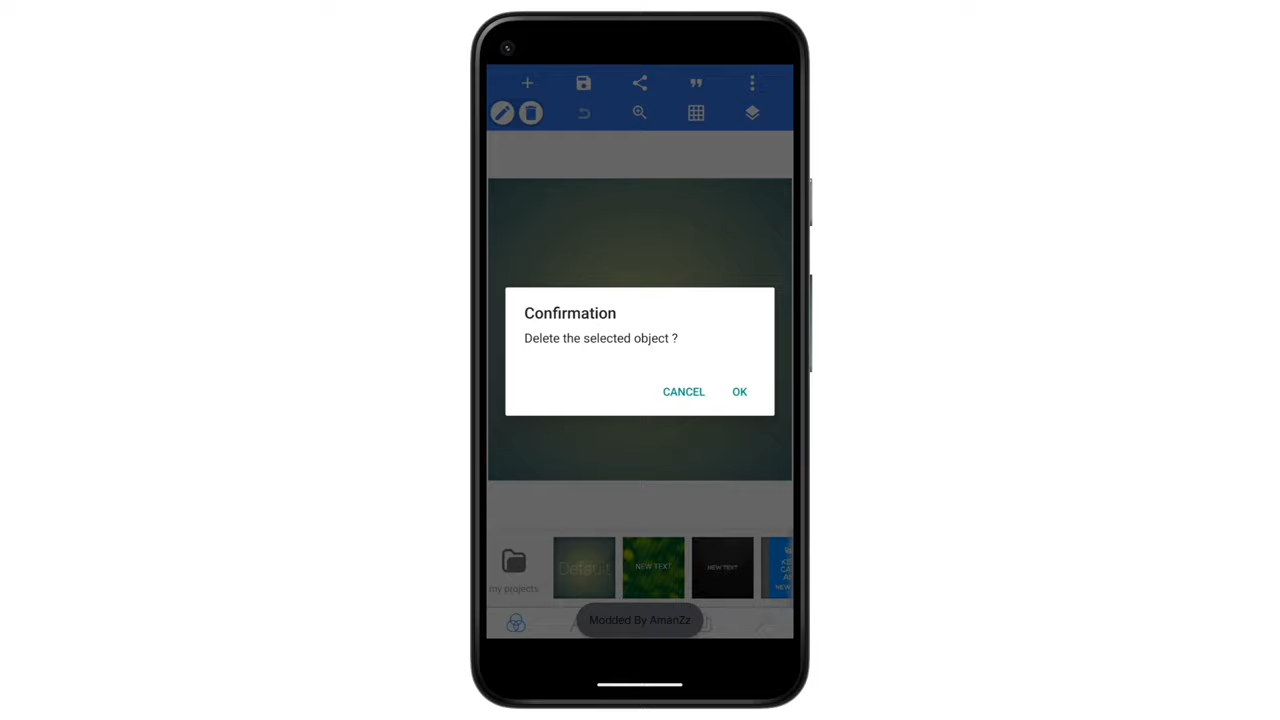 Confirmation
Delete the selected object ?
CANCEL OK
my projects
Default
NEW TEXT
NEW TEXT
Modded By AmanZz